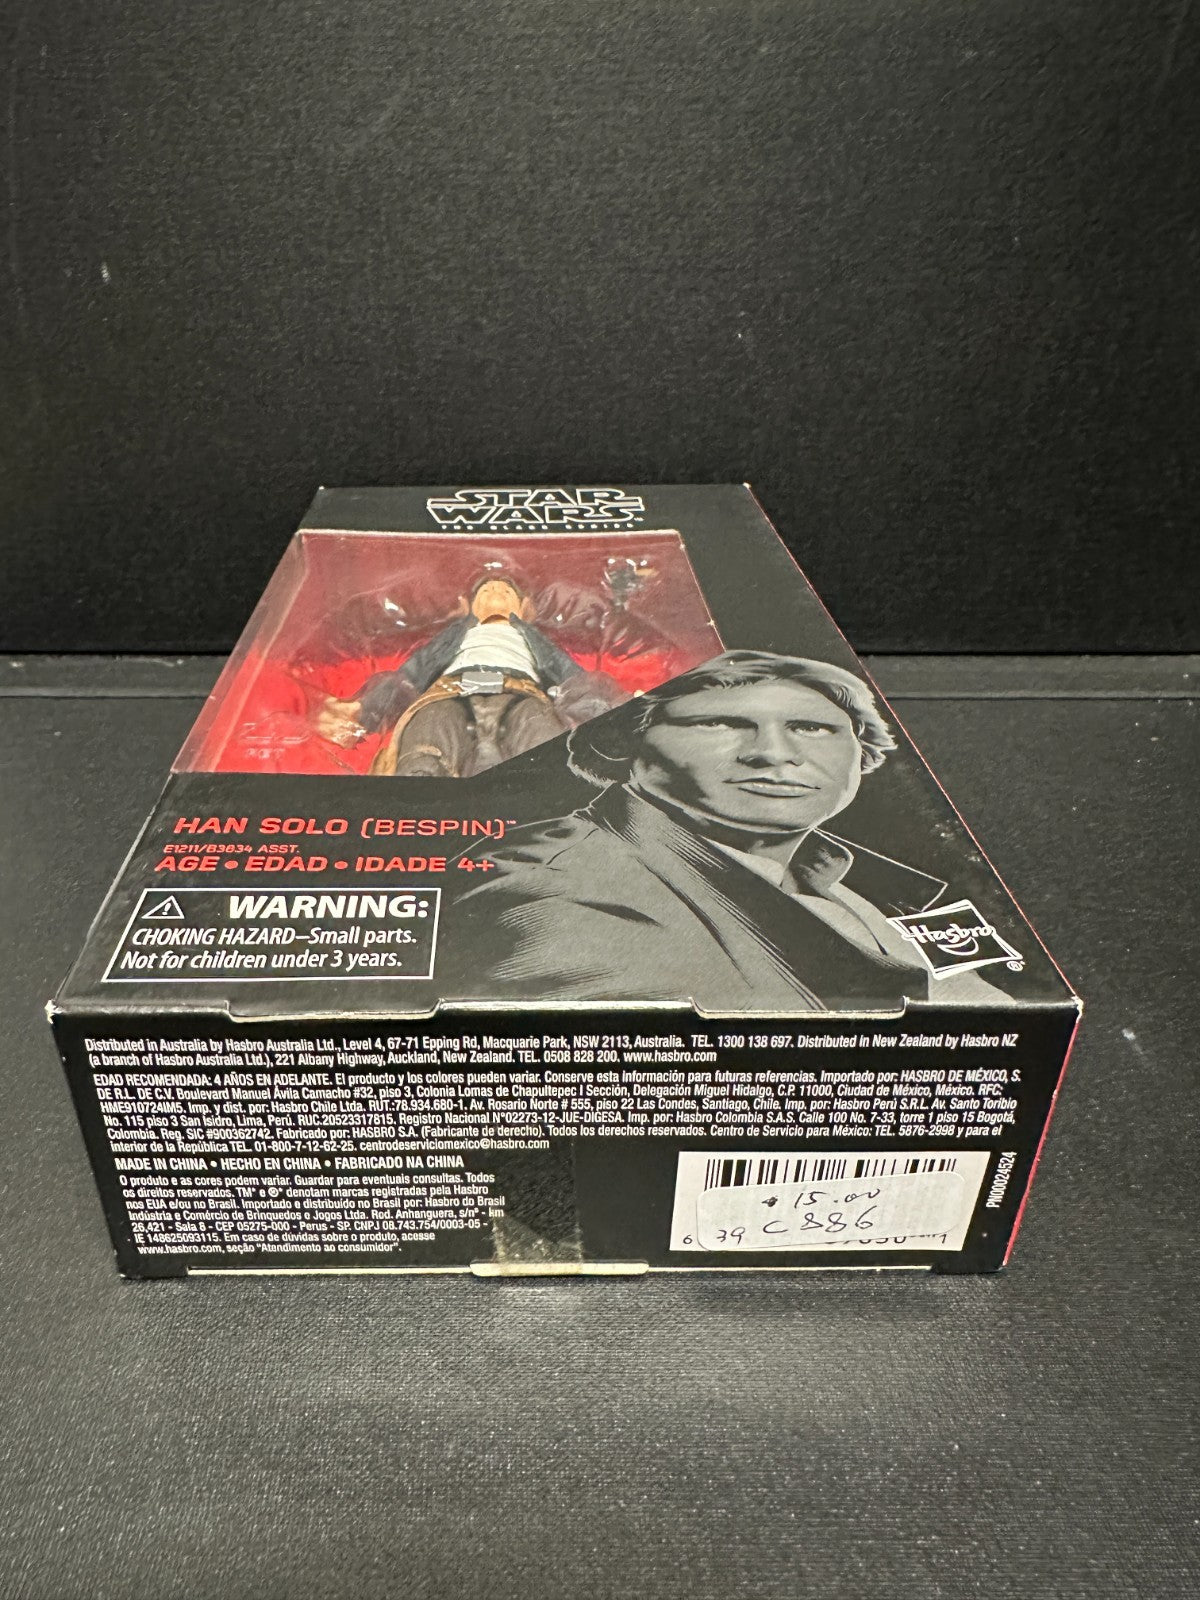 STAR
WARS™
THE BLACK SERIES
HAN SOLO (BESPIN)™
E1211/B3834 ASST.
AGE • EDAD • IDADE 4+
WARNING:
CHOKING HAZARD–Small parts.
Not for children under 3 years.
Hasbro
®
Distributed in Australia by Hasbro Australia Ltd., Level 4, 67-71 Epping Rd, Macquarie Park, NSW 2113, Australia. TEL. 1300 138 697. Distributed in New Zealand by Hasbro NZ
(a branch of Hasbro Australia Ltd.), 221 Albany Highway, Auckland, New Zealand. TEL. 0508 828 200. www.hasbro.com
EDAD RECOMENDADA: 4 AÑOS EN ADELANTE. El producto y los colores pueden variar. Conserve esta información para futuras referencias. Importado por: HASBRO DE MÉXICO, S.
DE R.L. DE C.V. Boulevard Manuel Ávila Camacho #32, piso 3, Colonia Lomas de Chapultepec I Sección, Delegación Miguel Hidalgo, C.P. 11000, Ciudad de México, México. RFC:
HME910724IM5. Imp. y dist. por: Hasbro Chile Ltda. RUT.:78.934.680-1. Av. Rosario Norte # 555, piso 22 Las Condes, Santiago, Chile. Imp. por: Hasbro Perú S.R.L. Av. Santo Toribio
No. 115 piso 3 San Isidro, Lima, Perú. RUC.20523317815. Registro Nacional N°02273-12-JUE-DIGESA. Imp. por: Hasbro Colombia S.A.S. Calle 100 No. 7-33, torre 1 piso 15 Bogotá,
Colombia. Reg. SIC #900362742. Fabricado por: HASBRO S.A. (Fabricante de derecho). Todos los derechos reservados. Centro de Servicio para México: TEL. 5876-2998 y para el
interior de la República TEL. 01-800-7-12-62-25. centrodeserviciomexico@hasbro.com
MADE IN CHINA • HECHO EN CHINA • FABRICADO NA CHINA
O produto e as cores podem variar. Guardar para eventuais consultas. Todos
os direitos reservados. TM* e ®* denotam marcas registradas pela Hasbro
nos EUA e/ou no Brasil. Importado e distribuido no Brasil por: Hasbro do Brasil
Indústria e Comércio de Brinquedos e Jogos Ltda. Rod. Anhanguera, s/nº - km
26,421 - Sala 8 - CEP 05275-000 - Perus - SP. CNPJ 08.743.754/0003-05 -
IE 148625093115. Em caso de dúvidas sobre o produto, acesse
www.hasbro.com, seção "Atendimento ao consumidor".
15.00
39 C 886
6
1
PN00024524